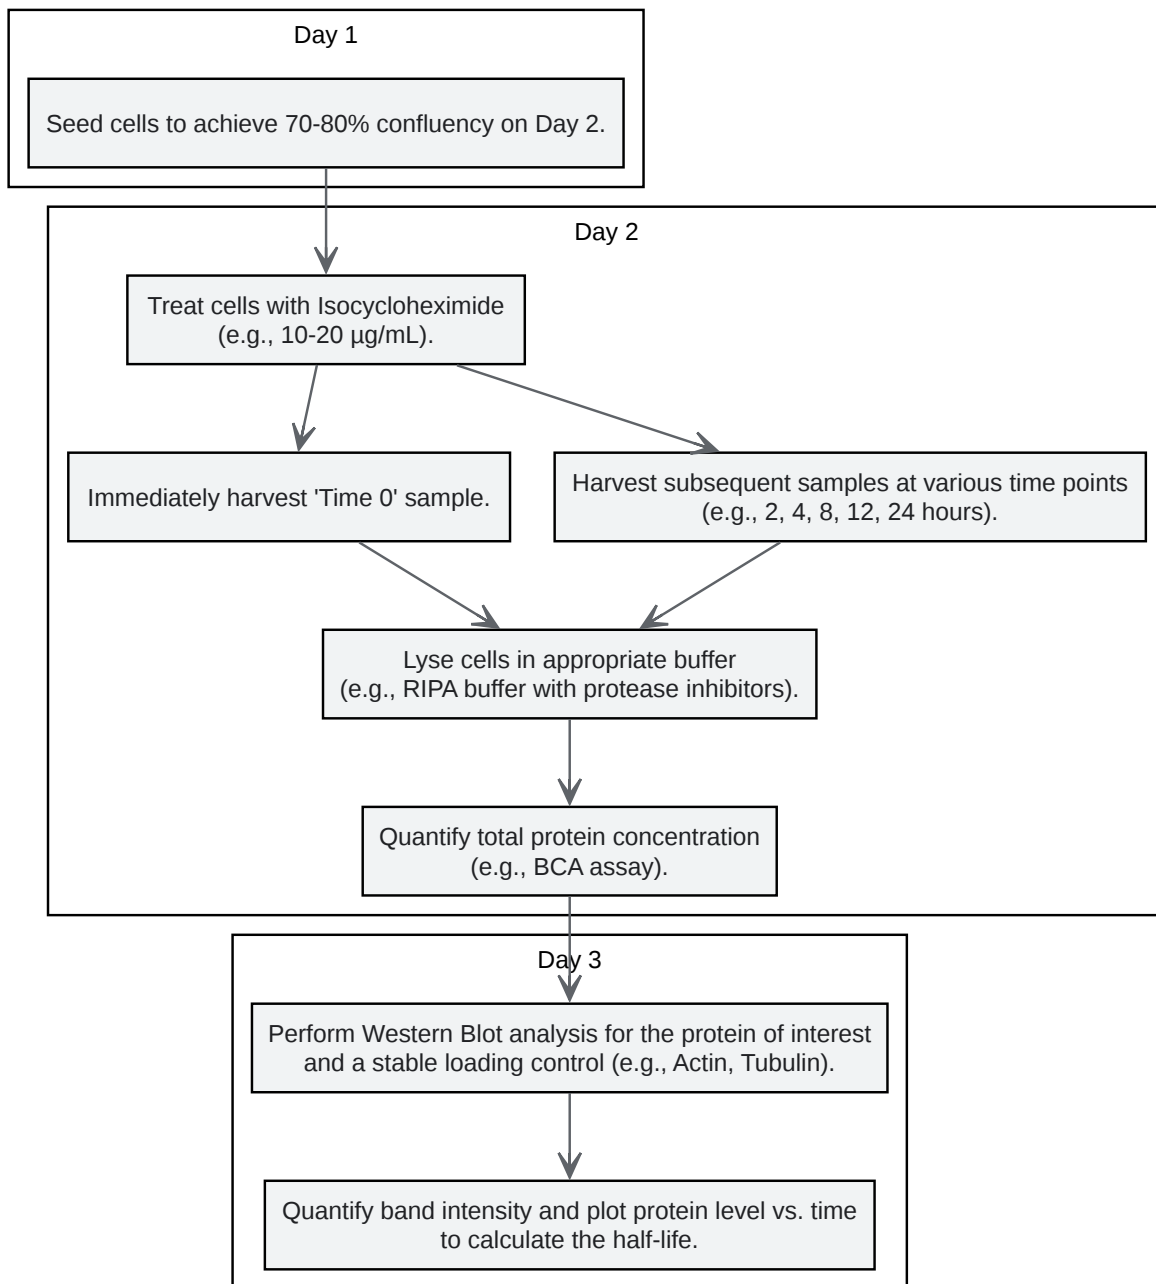 Day 1
Seed cells to achieve 70-80% confluency on Day 2.
Day 2
Treat cells with Isocycloheximide
(e.g., 10-20 µg/mL).
Immediately harvest 'Time 0' sample.
Harvest subsequent samples at various time points
(e.g., 2, 4, 8, 12, 24 hours).
Lyse cells in appropriate buffer
(e.g., RIPA buffer with protease inhibitors).
Quantify total protein concentration
(e.g., BCA assay).
Day 3
Perform Western Blot analysis for the protein of interest
and a stable loading control (e.g., Actin, Tubulin).
Quantify band intensity and plot protein level vs. time
to calculate the half-life.